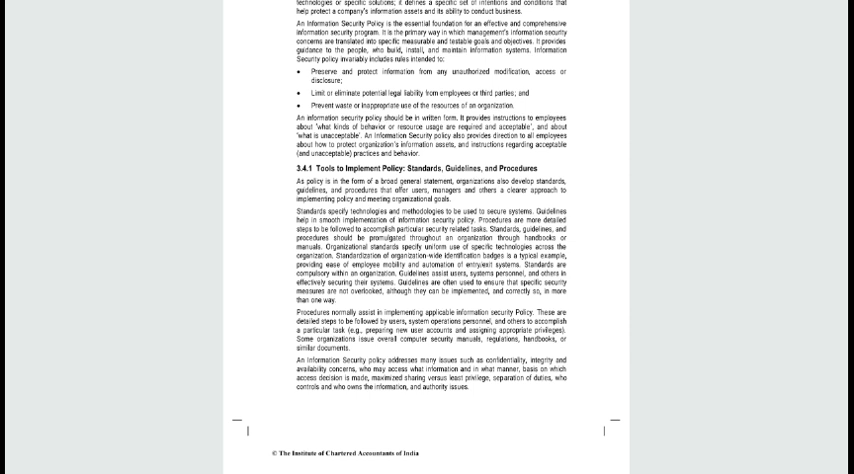 technologies or specific solutions; it defines a specific set of intentions and conditions that
help protect a company's information assets and its ability to conduct business.
An Information Security Policy is the essential foundation for an effective and comprehensive
information security program. It is the primary way in which management's information security
concerns are translated into specific measurable and testable goals and objectives. It provides
guidance to the people, who build, install, and maintain information systems. Information
Security policy invariably includes rules intended to:
• Preserve and protect information from any unauthorized modification, access or
disclosure;
• Limit or eliminate potential legal liability from employees or third parties; and
• Prevent waste or inappropriate use of the resources of an organization.
An information security policy should be in written form. It provides instructions to employees
about 'what kinds of behavior or resource usage are required and acceptable', and about
'what is unacceptable'. An Information Security policy also provides direction to all employees
about how to protect organization's information assets, and instructions regarding acceptable
(and unacceptable) practices and behavior.
3.4.1 Tools to Implement Policy: Standards, Guidelines, and Procedures
As policy is in the form of a broad general statement, organizations also develop standards,
guidelines, and procedures that offer users, managers and others a clearer approach to
implementing policy and meeting organizational goals.
Standards specify technologies and methodologies to be used to secure systems. Guidelines
help in smooth implementation of information security policy. Procedures are more detailed
steps to be followed to accomplish particular security related tasks. Standards, guidelines, and
procedures should be promulgated throughout an organization through handbooks or
manuals. Organizational standards specify uniform use of specific technologies across the
organization. Standardization of organization-wide identification badges is a typical example,
providing ease of employee mobility and automation of entry/exit systems. Standards are
compulsory within an organization. Guidelines assist users, systems personnel, and others in
effectively securing their systems. Guidelines are often used to ensure that specific security
measures are not overlooked, although they can be implemented, and correctly so, in more
than one way.
Procedures normally assist in implementing applicable information security Policy. These are
detailed steps to be followed by users, system operations personnel, and others to accomplish
a particular task (e.g., preparing new user accounts and assigning appropriate privileges).
Some organizations issue overall computer security manuals, regulations, handbooks, or
similar documents.
An Information Security policy addresses many issues such as confidentiality, integrity and
availability concerns, who may access what information and in what manner, basis on which
access decision is made, maximized sharing versus least privilege, separation of duties, who
controls and who owns the information, and authority issues.
© The Institute of Chartered Accountants of India